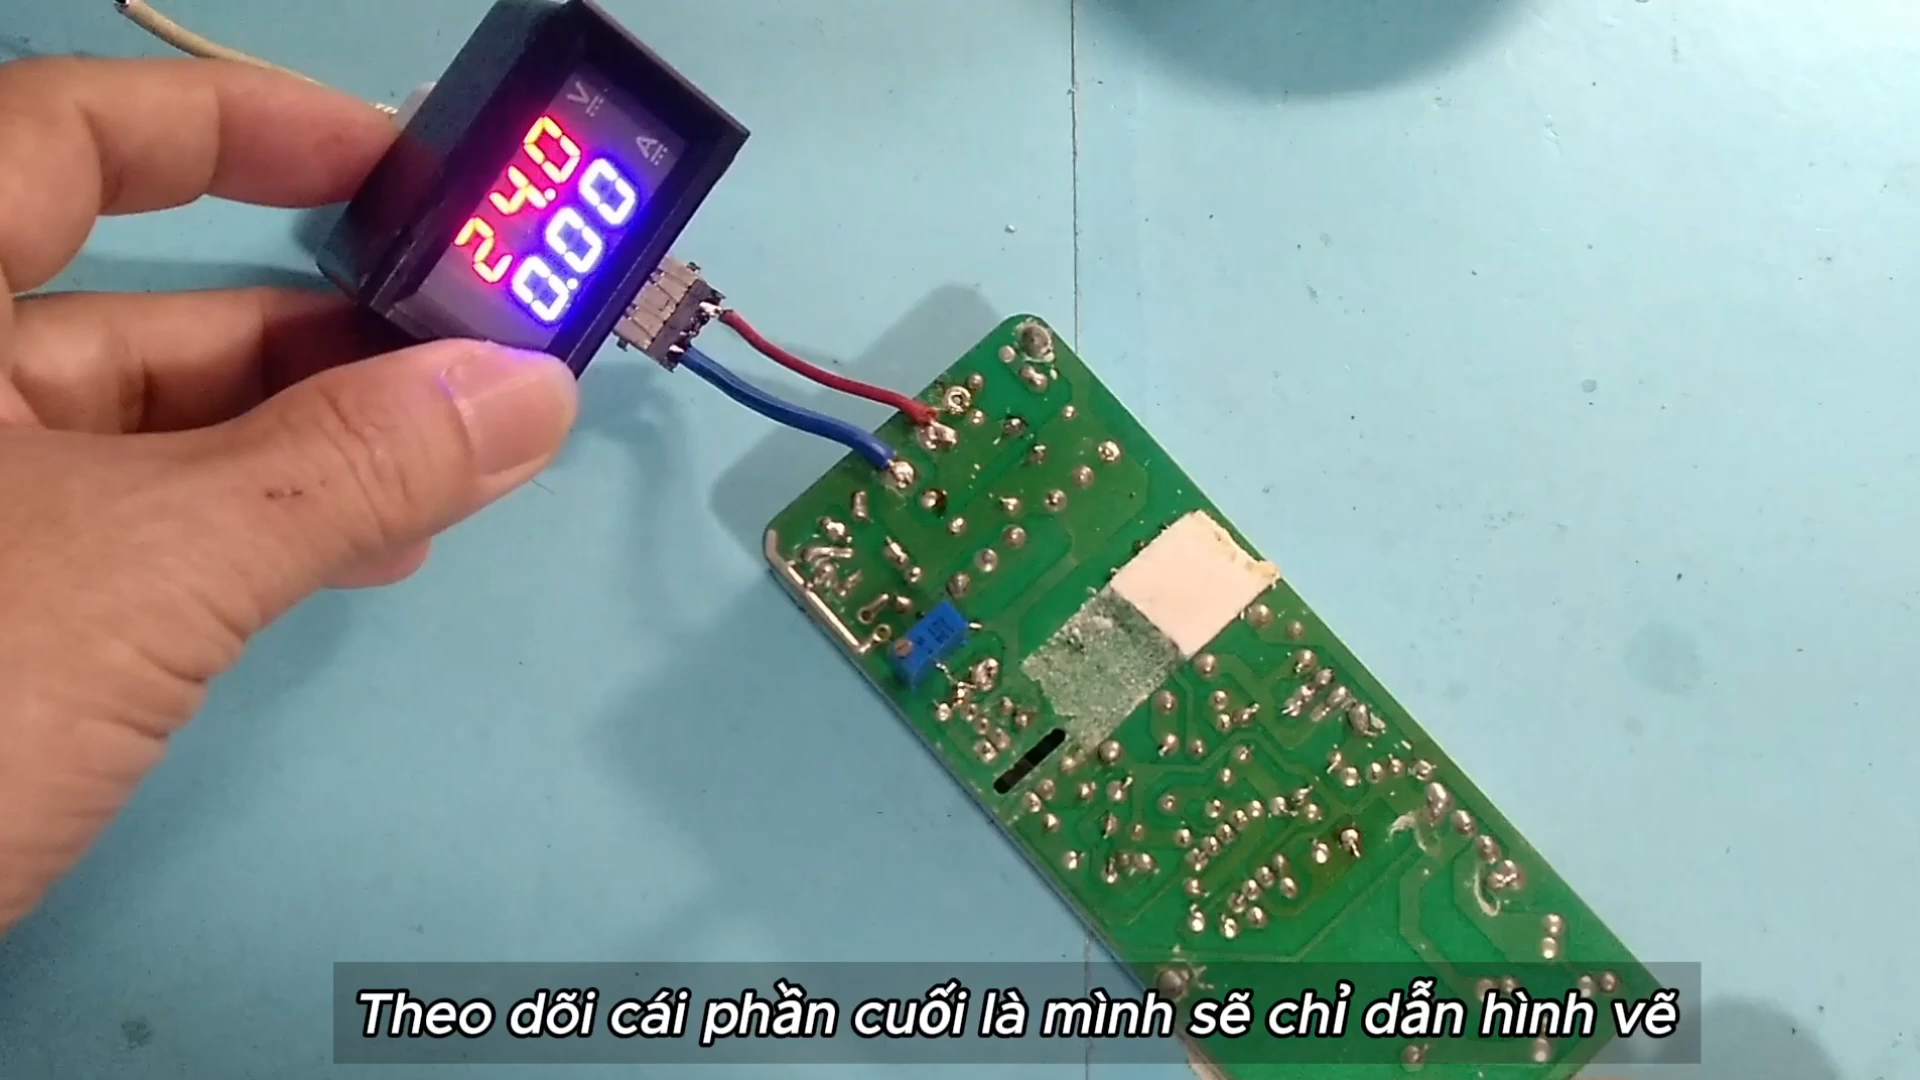 V
24.0
A
0.00
Theo dõi cái phần cuối là mình sẽ chỉ dẫn hình vẽ